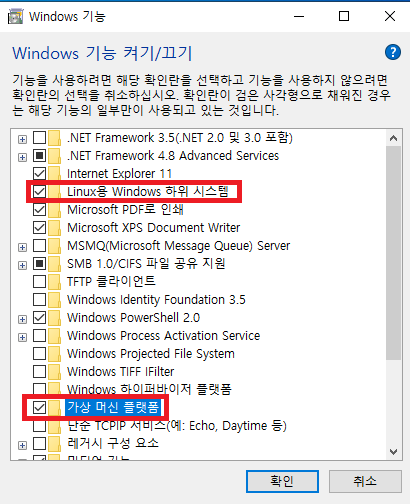 Windows 기능
Windows 기능 켜기/끄기
기능을 사용하려면 해당 확인란을 선택하고 기능을 사용하지 않으려면
확인란의 선택을 취소하십시오. 확인란이 검은 사각형으로 채워진 경우
는 해당 기능의 일부만이 사용되고 있는 것입니다.
.NET Framework 3.5(.NET 2.0 및 3.0 포함)
.NET Framework 4.8 Advanced Services
Internet Explorer 11
Linux용 Windows 하위 시스템
Microsoft PDF로 인쇄
Microsoft XPS Document Writer
MSMQ(Microsoft Message Queue) Server
SMB 1.0/CIFS 파일 공유 지원
TFTP 클라이언트
Windows Identity Foundation 3.5
Windows PowerShell 2.0
Windows Process Activation Service
Windows Projected File System
Windows TIFF IFilter
Windows 하이퍼바이저 플랫폼
가상 머신 플랫폼
단순 TCPIP 서비스(예: Echo, Daytime 등)
레거시 구성 요소
확인
취소